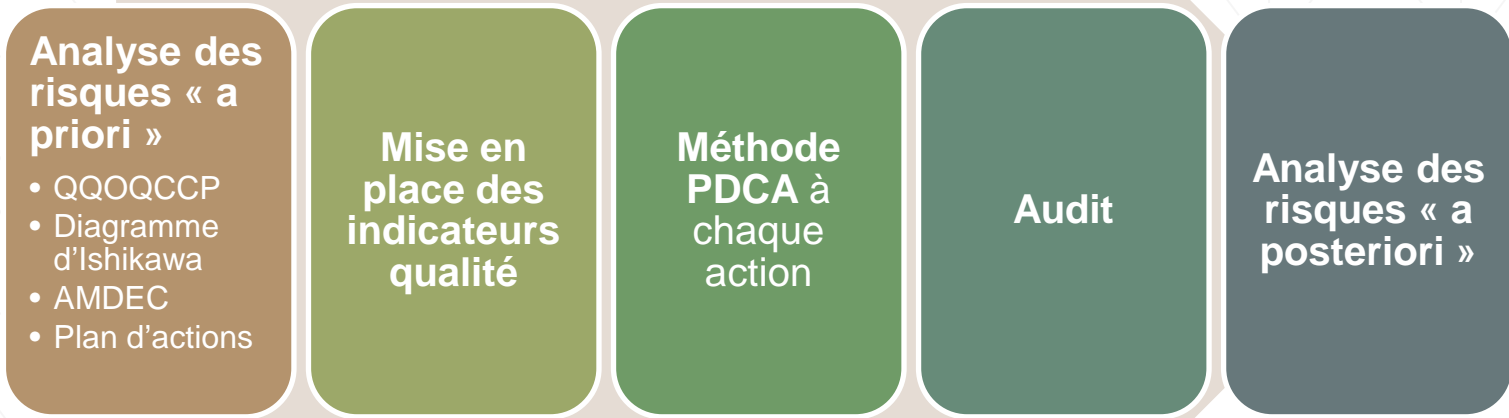 Analyse des
risques « a
priori »
• QQOQCCP
• Diagramme
d’Ishikawa
• AMDEC
• Plan d’actions
Mise en
place des
indicateurs
qualité
Méthode
PDCA à
chaque
action
Audit
Analyse des
risques « a
posteriori »